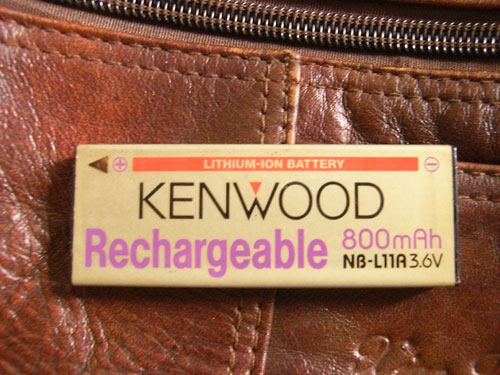 LITHIUM-ION BATTERY
KENWOOD
Rechargeable
800mAh
NB-L11A 3.6V